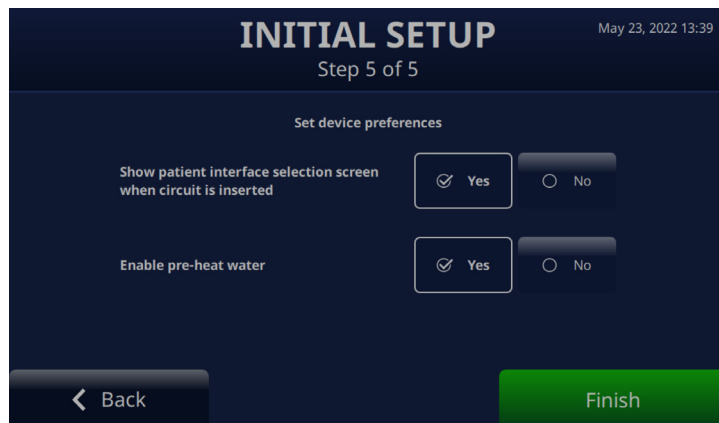 INITIAL SETUP
May 23, 2022 13:39
Step 5 of 5
Set device preferences
Show patient interface selection screen
when circuit is inserted
Yes
No
Enable pre-heat water
Yes
No
Back
Finish